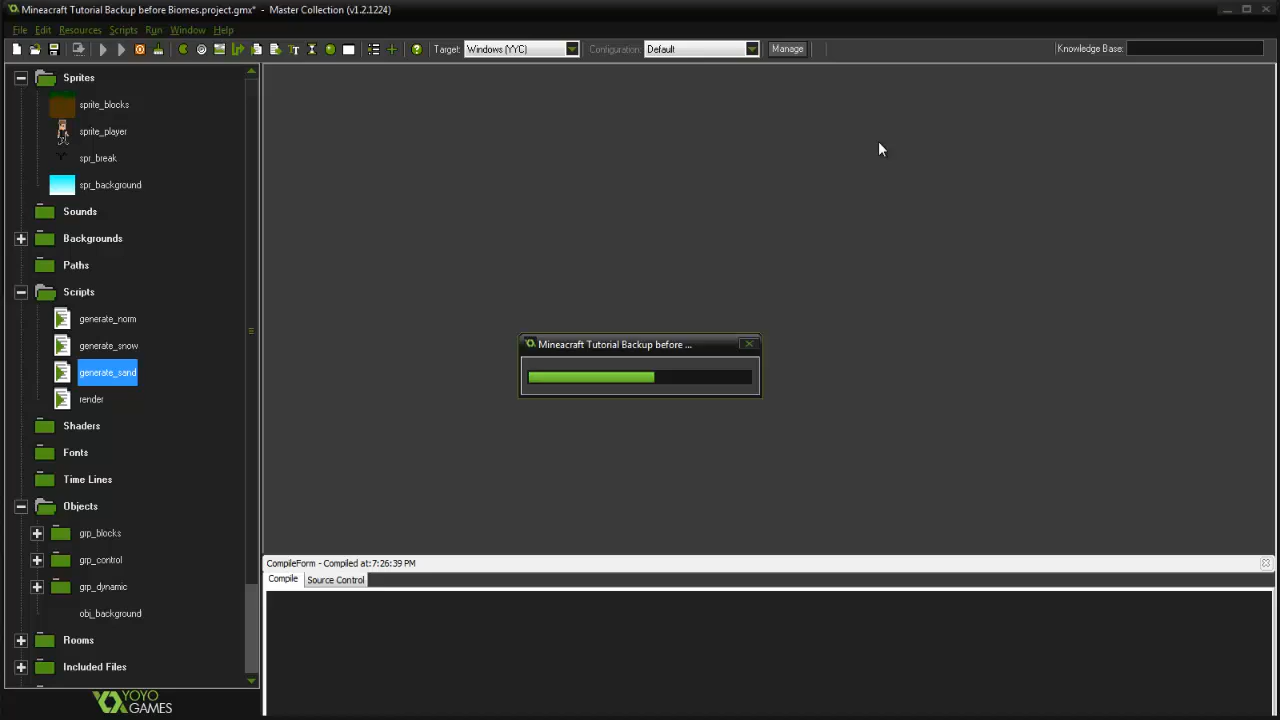 Mineacraft Tutorial Backup before Biomes.project.gmx* - Master Collection (v1.2.1224)
File Edit Resources Scripts Run Window Help
Target: Windows (YYC) Configuration: Default Manage Knowledge Base:
Sprites
sprite_blocks
sprite_player
spr_break
spr_background
Sounds
Backgrounds
Paths
Scripts
generate_norm
generate_snow
generate_sand
render
Shaders
Fonts
Time Lines
Objects
grp_blocks
grp_control
grp_dynamic
obj_background
Rooms
Included Files
YOYO
GAMES
Mineacraft Tutorial Backup before ...
CompileForm - Compiled at:7:26:39 PM
Compile Source Control